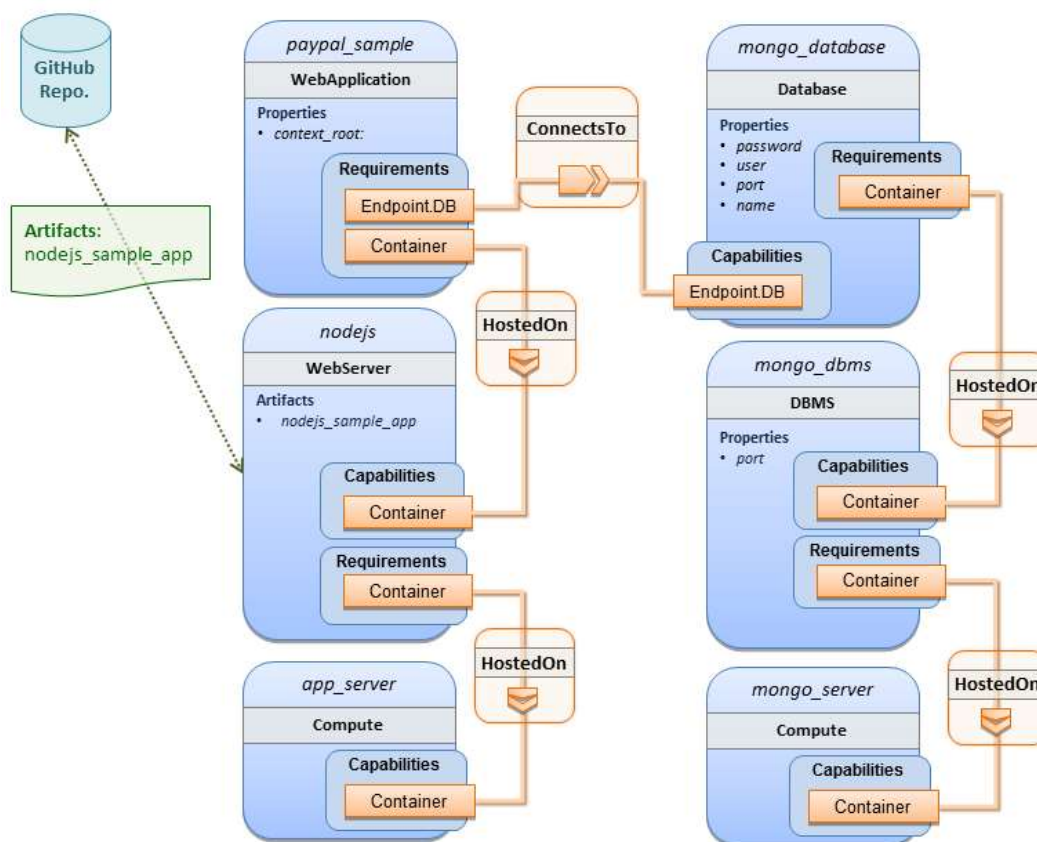 GitHub
Repo.
Artifacts:
nodejs_sample_app
paypal_sample
WebApplication
Properties
• context_root:
Requirements
Endpoint.DB
Container
ConnectsTo
mongo_database
Database
Properties
• password
• user
• port
• name
Requirements
Container
Capabilities
Endpoint.DB
HostedOn
nodejs
WebServer
Artifacts
• nodejs_sample_app
Capabilities
Container
Requirements
Container
HostedOn
mongo_dbms
DBMS
Properties
• port
Capabilities
Container
Requirements
Container
HostedOn
app_server
Compute
Capabilities
Container
HostedOn
mongo_server
Compute
Capabilities
Container